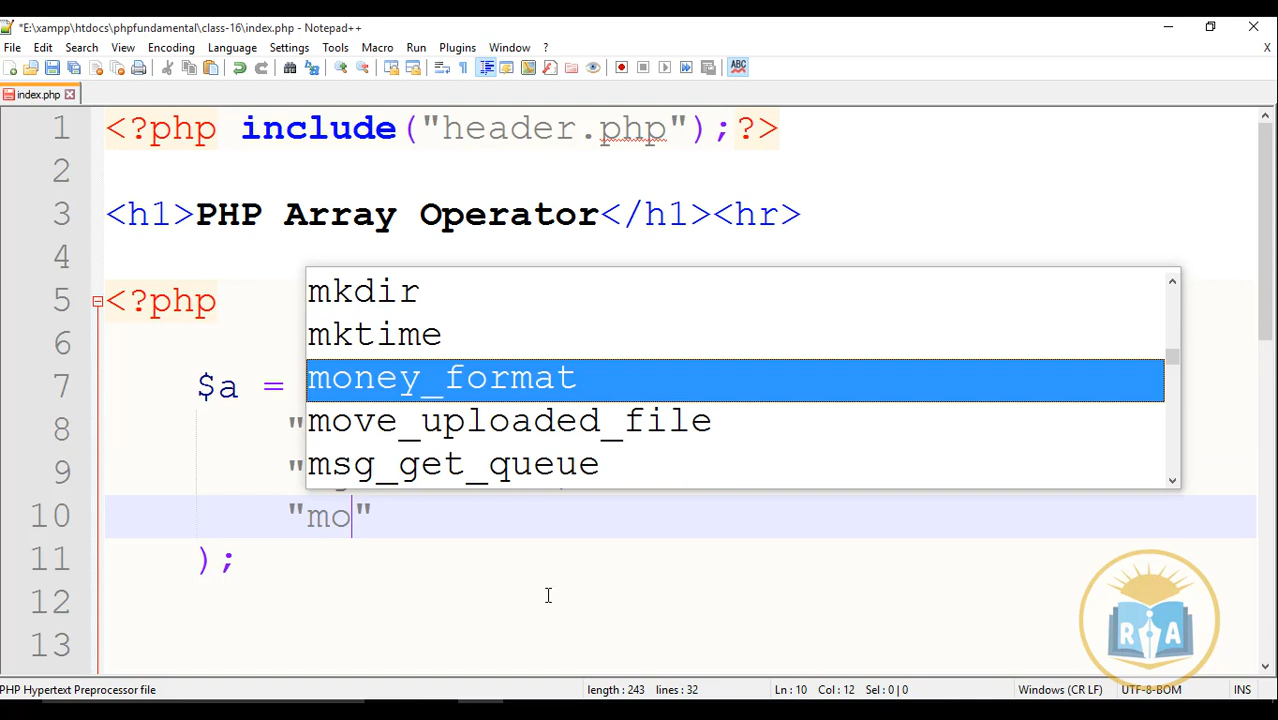 *E:\xampp\htdocs\phpfundamental\class-16\index.php - Notepad++
File Edit Search View Encoding Language Settings Tools Macro Run Plugins Window ? X
ABC
index.php
1 <?php include("header.php");?>
2
3 <h1>PHP Array Operator</h1><hr>
4
5 <?php
6
7 $a =
8 "
9 "
10 "mo"
11 );
12
13
mkdir
mktime
money_format
move_uploaded_file
msg_get_queue
R A
PHP Hypertext Preprocessor file length : 243 lines : 32 Ln : 10 Col : 12 Sel : 0 | 0 Windows (CR LF) UTF-8-BOM INS